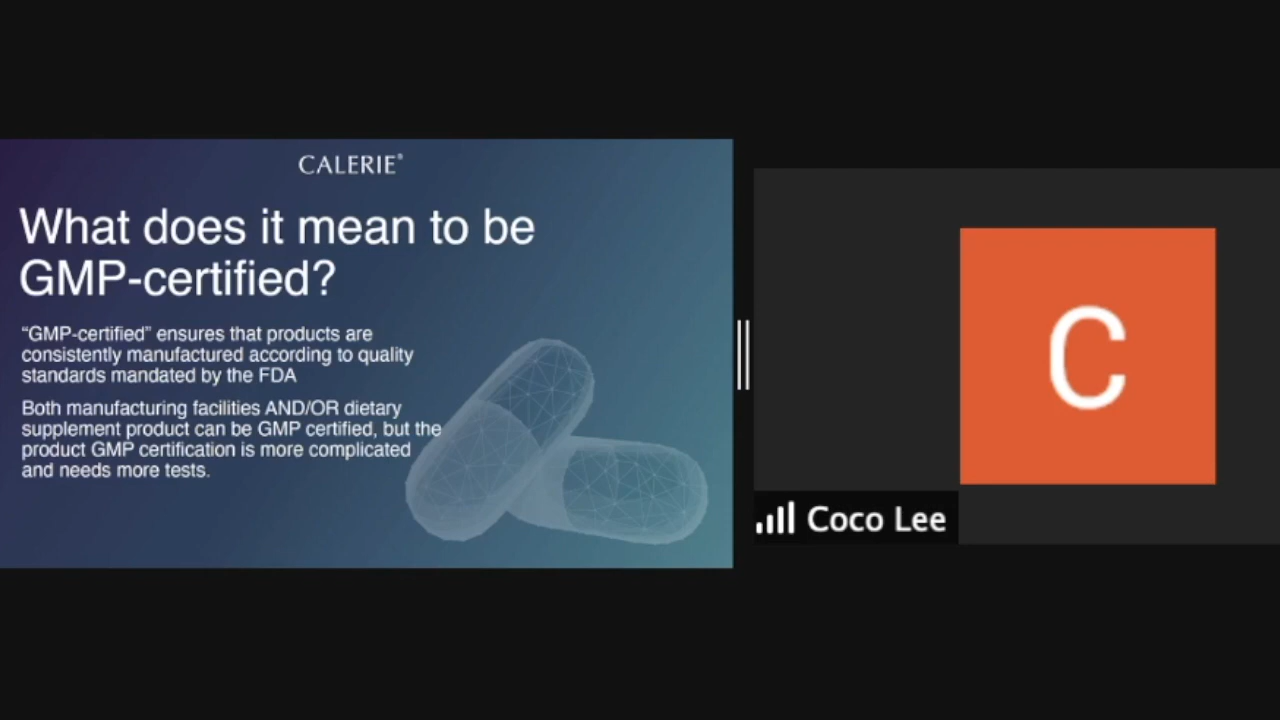 CALERIE®
What does it mean to be
GMP-certified?
“GMP-certified” ensures that products are
consistently manufactured according to quality
standards mandated by the FDA
Both manufacturing facilities AND/OR dietary
supplement product can be GMP certified, but the
product GMP certification is more complicated
and needs more tests.
C
Coco Lee